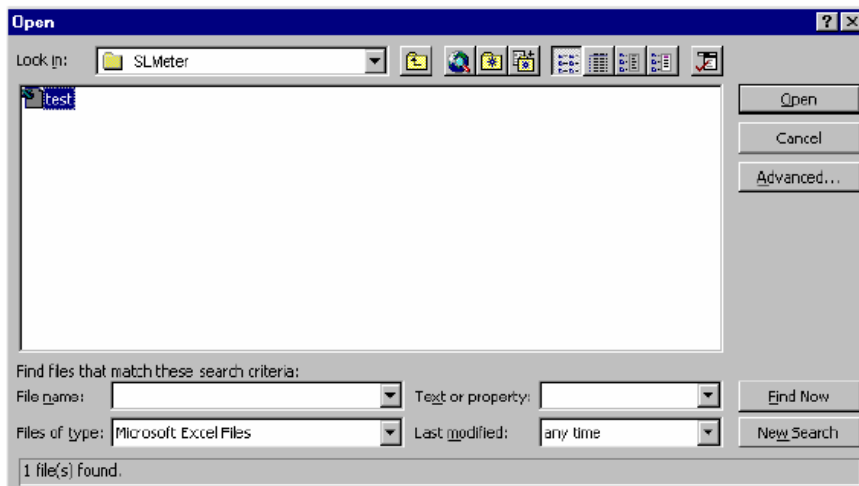 Open
Look in: SLMeter
test
Open
Cancel
Advanced...
Find files that match these search criteria:
File name: Text or property: Find Now
Files of type: Microsoft Excel Files Last modified: any time New Search
1 file(s) found.